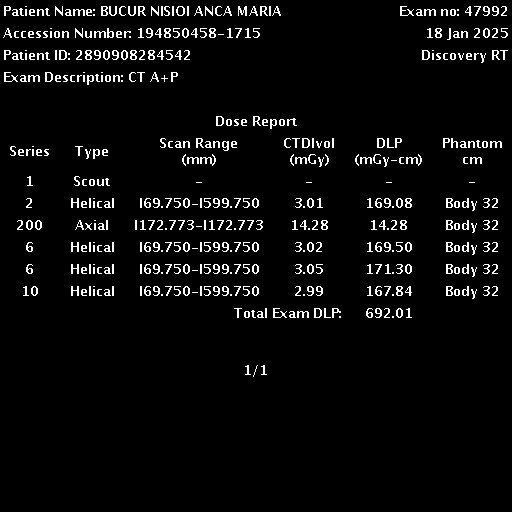 Patient Name: BUCUR NISIOI ANCA MARIA Exam no: 47992
Accession Number: 194850458-1715 18 Jan 2025
Patient ID: 2890908284542 Discovery RT
Exam Description: CT A+P
Dose Report
Series Type Scan Range (mm) CTDIvol (mGy) DLP (mGy-cm) Phantom cm
1 Scout - - - -
2 Helical I69.750-I599.750 3.01 169.08 Body 32
200 Axial I172.773-I172.773 14.28 14.28 Body 32
6 Helical I69.750-I599.750 3.02 169.50 Body 32
6 Helical I69.750-I599.750 3.05 171.30 Body 32
10 Helical I69.750-I599.750 2.99 167.84 Body 32
Total Exam DLP: 692.01
1/1